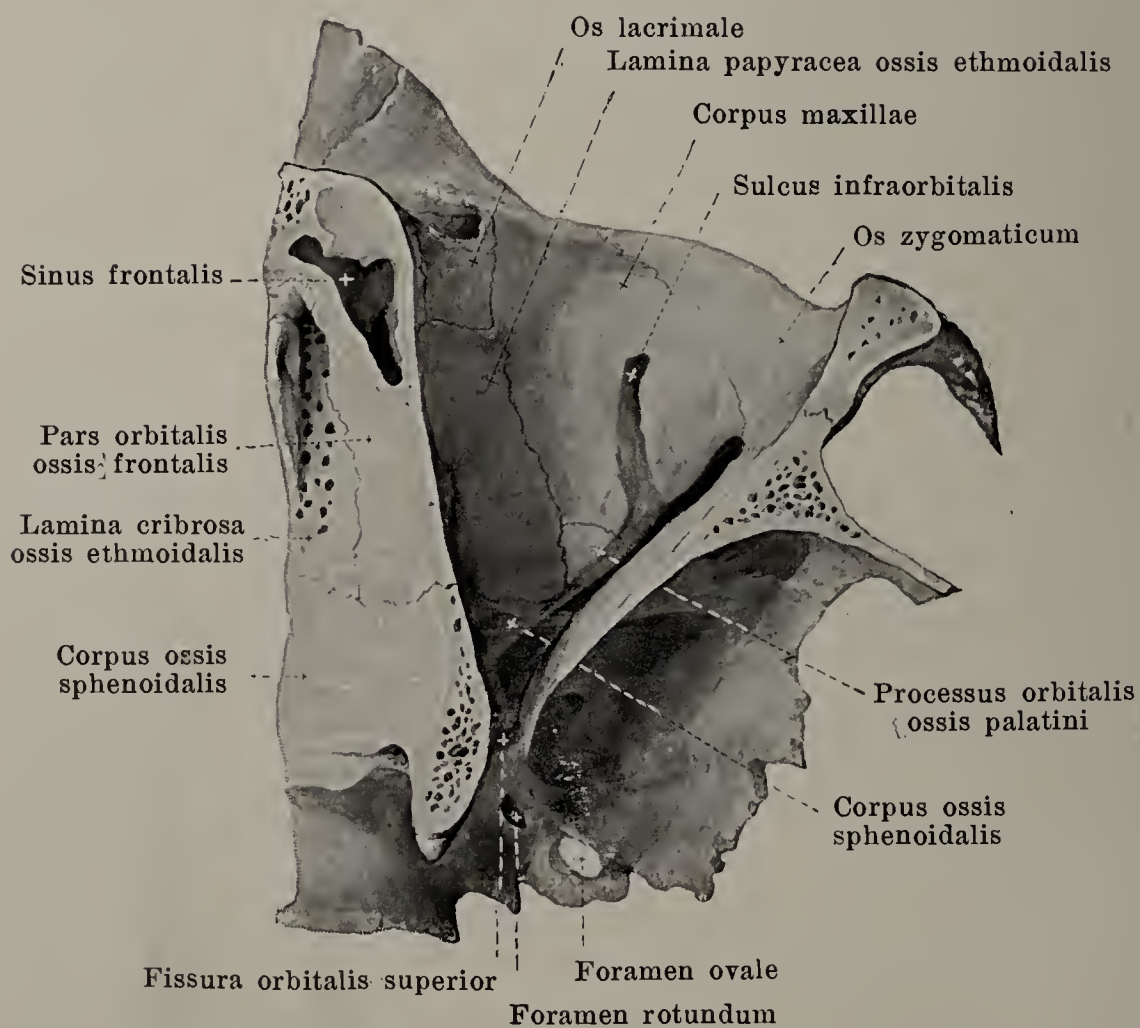 Os lacrimale
Lamina papyracea ossis ethmoidalis
Corpus maxillae
Sulcus infraorbitalis
Os zygomaticum
Sinus frontalis
Pars orbitalis
ossis frontalis
Lamina cribrosa
ossis ethmoidalis
Corpus ossis
sphenoidalis
Processus orbitalis
ossis palatini
Corpus ossis
sphenoidalis
Fissura orbitalis superior
Foramen ovale
Foramen rotundum